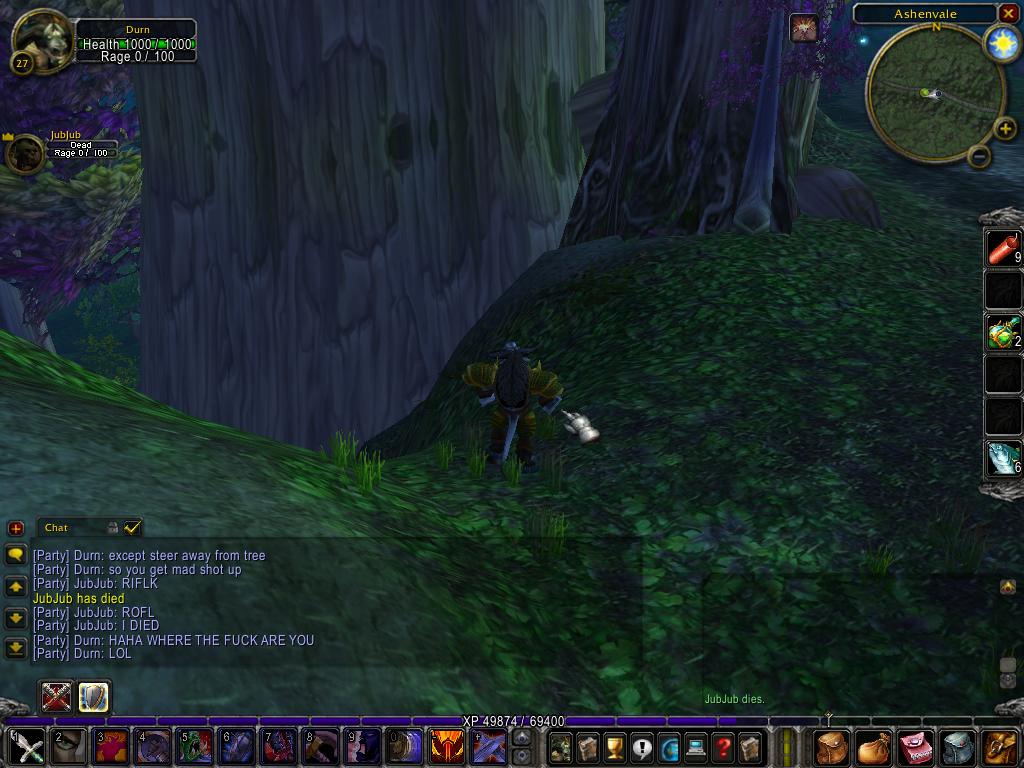 Durn
Health 1000 / 1000
Rage 0 / 100
27
JubJub
Dead
Rage 0 / 100
Ashenvale
N
9
2
6
Chat
[Party] Durn: except steer away from tree
[Party] Durn: so you get mad shot up
[Party] JubJub: RIFLK
JubJub has died
[Party] JubJub: ROFL
[Party] JubJub: I DIED
[Party] Durn: HAHA WHERE THE FUCK ARE YOU
[Party] Durn: LOL
JubJub dies.
XP 49874 / 69400
1 2 3 4 5 6 7 8 9 0 - +